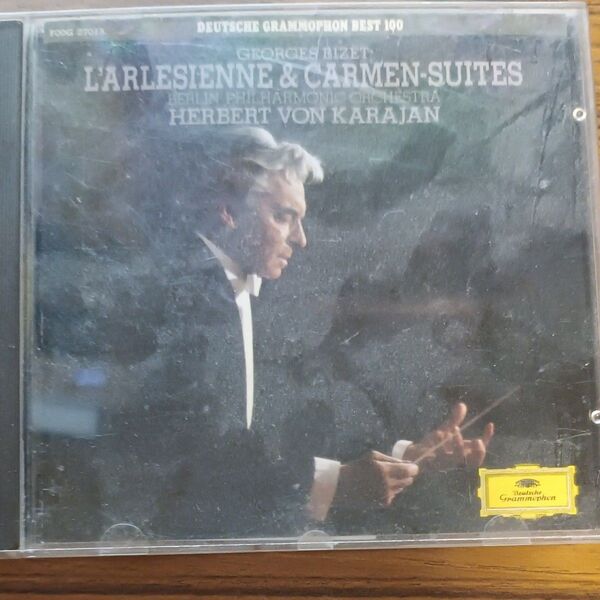 DEUTSCHE GRAMMOPHON BEST 100
GEORGES BIZET:
L'ARLESIENNE & CARMEN-SUITES
BERLIN PHILHARMONIC ORCHESTRA
HERBERT VON KARAJAN
Deutsche
Grammophon